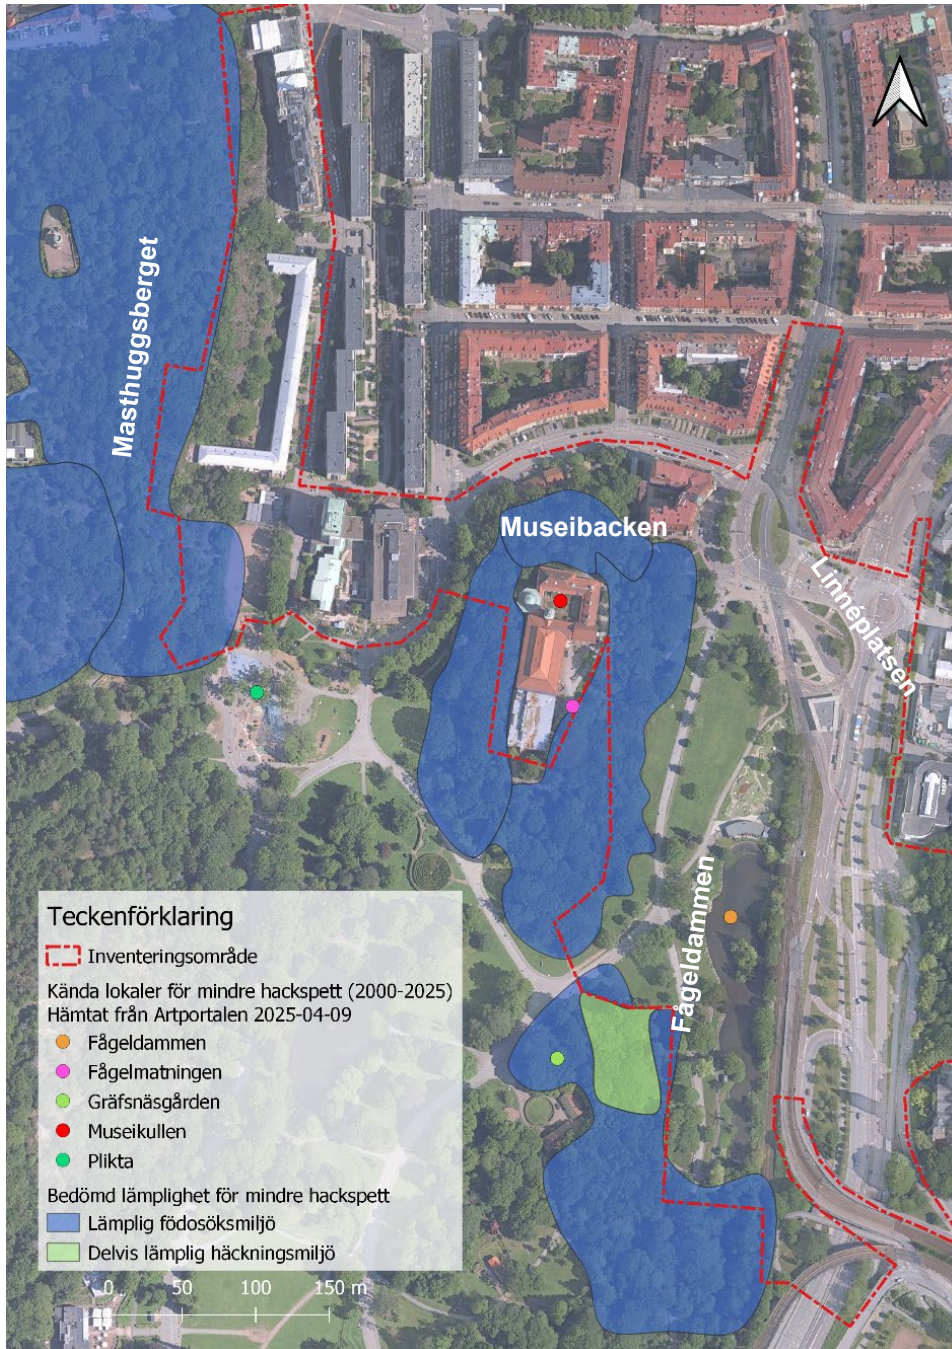 Masthuggsberget
Museibacken
Linnéplatsen
Fågeldammen
Teckenförklaring
Inventeringsområde
Kända lokaler för mindre hackspett (2000-2025)
Hämtat från Artportalen 2025-04-09
Fågeldammen
Fågelmatningen
Gräfsnäsgården
Museikullen
Plikta
Bedömd lämplighet för mindre hackspett
Lämplig födosöksmiljö
Delvis lämplig häckningsmiljö
0 50 100 150 m